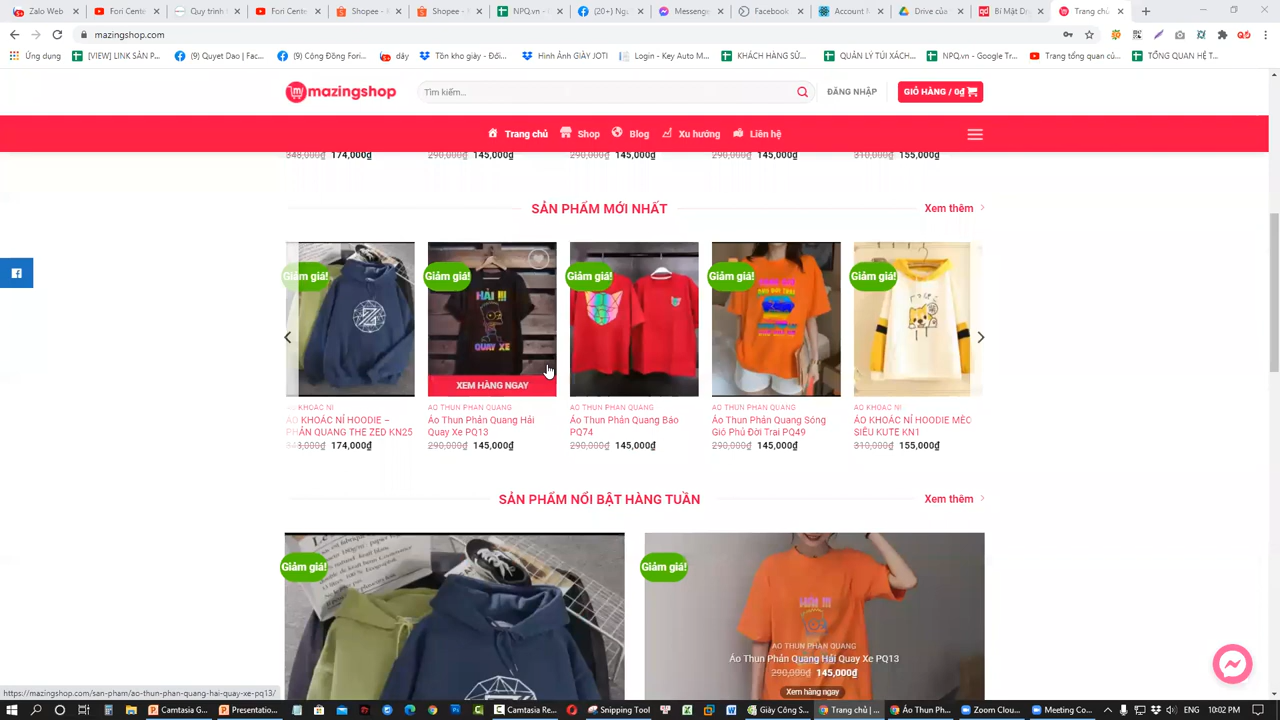 Zalo Web
Fori Cente
Quy trình
Fori Cente
Shopee -
Shopee -
NPQ.vn -
(20+) Ngu
Messenge
Facebook
Account M
Drive của
Bí Mật Dr
Trang chủ
mazingshop.com
Ứng dụng
[VIEW] LINK SẢN P...
(9) Quyet Dao | Fac...
(9) Cộng Đồng Fori...
dây
Tồn kho giày - Đối...
Hình Ảnh GIÀY JOTI
Login - Key Auto M...
KHÁCH HÀNG SỬ...
QUẢN LÝ TÚI XÁCH...
NPQ.vn - Google Tr...
Trang tổng quan củ...
TỔNG QUAN HỆ T...
mazingshop
Tìm kiếm...
ĐĂNG NHẬP
GIỎ HÀNG / 0₫
Trang chủ
Shop
Blog
Xu hướng
Liên hệ
348,000₫ 174,000₫
290,000₫ 145,000₫
290,000₫ 145,000₫
290,000₫ 145,000₫
310,000₫ 155,000₫
SẢN PHẨM MỚI NHẤT
Xem thêm
Giảm giá!
Giảm giá!
Giảm giá!
Giảm giá!
Giảm giá!
HẢI !!!
QUAY XE
XEM HÀNG NGAY
ÁO KHOÁC NỈ
ÁO KHOÁC NỈ HOODIE –
PHẢN QUANG THE ZED KN25
348,000₫ 174,000₫
ÁO THUN PHẢN QUANG
Áo Thun Phản Quang Hải
Quay Xe PQ13
290,000₫ 145,000₫
ÁO THUN PHẢN QUANG
Áo Thun Phản Quang Báo
PQ74
290,000₫ 145,000₫
ÁO THUN PHẢN QUANG
Áo Thun Phản Quang Sóng
Gió Phủ Đời Trai PQ49
290,000₫ 145,000₫
ÁO KHOÁC NỈ
ÁO KHOÁC NỈ HOODIE MÈO
SIÊU KUTE KN1
310,000₫ 155,000₫
SẢN PHẨM NỔI BẬT HÀNG TUẦN
Xem thêm
Giảm giá!
Giảm giá!
ÁO THUN PHẢN QUANG
Áo Thun Phản Quang Hải Quay Xe PQ13
290,000₫ 145,000₫
Xem hàng ngay
https://mazingshop.com/san-pham/ao-thun-phan-quang-hai-quay-xe-pq13/
Camtasia G...
Presentatio...
Camtasia Re...
Snipping Tool
Giày Công S...
Trang chủ |...
Áo Thun Ph...
Zoom Clou...
Meeting Co...
ENG
10:02 PM